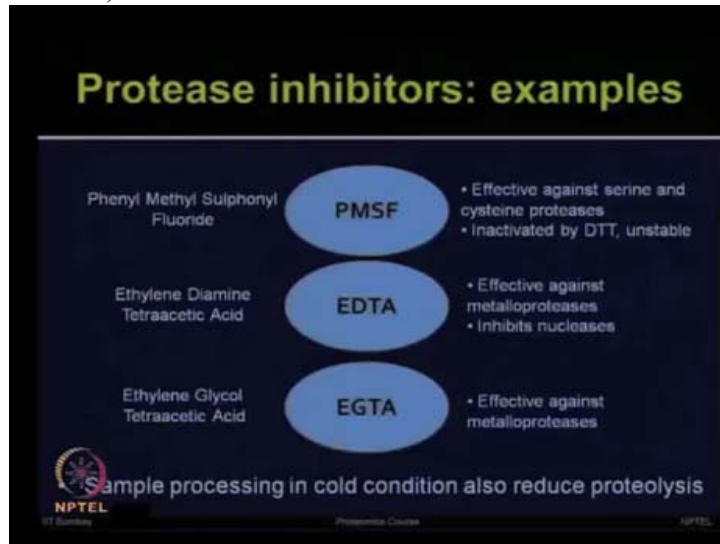 Protease inhibitors: examples
Phenyl Methyl Sulphonyl
Fluoride
PMSF
• Effective against serine and
cysteine proteases
• Inactivated by DTT, unstable
Ethylene Diamine
Tetraacetic Acid
EDTA
• Effective against
metalloproteases
• Inhibits nucleases
Ethylene Glycol
Tetraacetic Acid
EGTA
• Effective against
metalloproteases
Sample processing in cold condition also reduce proteolysis
NPTEL
IIT Bombay
Proteomics Course
NPTEL